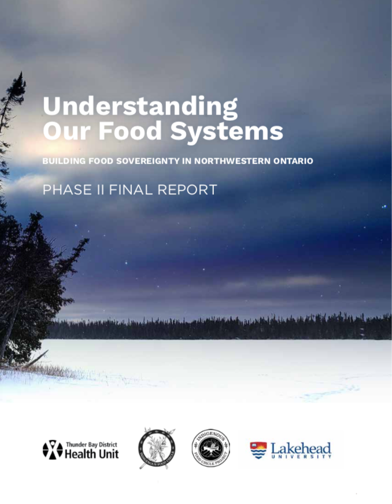 Understanding
Our Food Systems
BUILDING FOOD SOVEREIGNTY IN NORTHWESTERN ONTARIO
PHASE II FINAL REPORT
Thunder Bay District
Health Unit
INDIGENOUS
Lakehead
UNIVERSITY